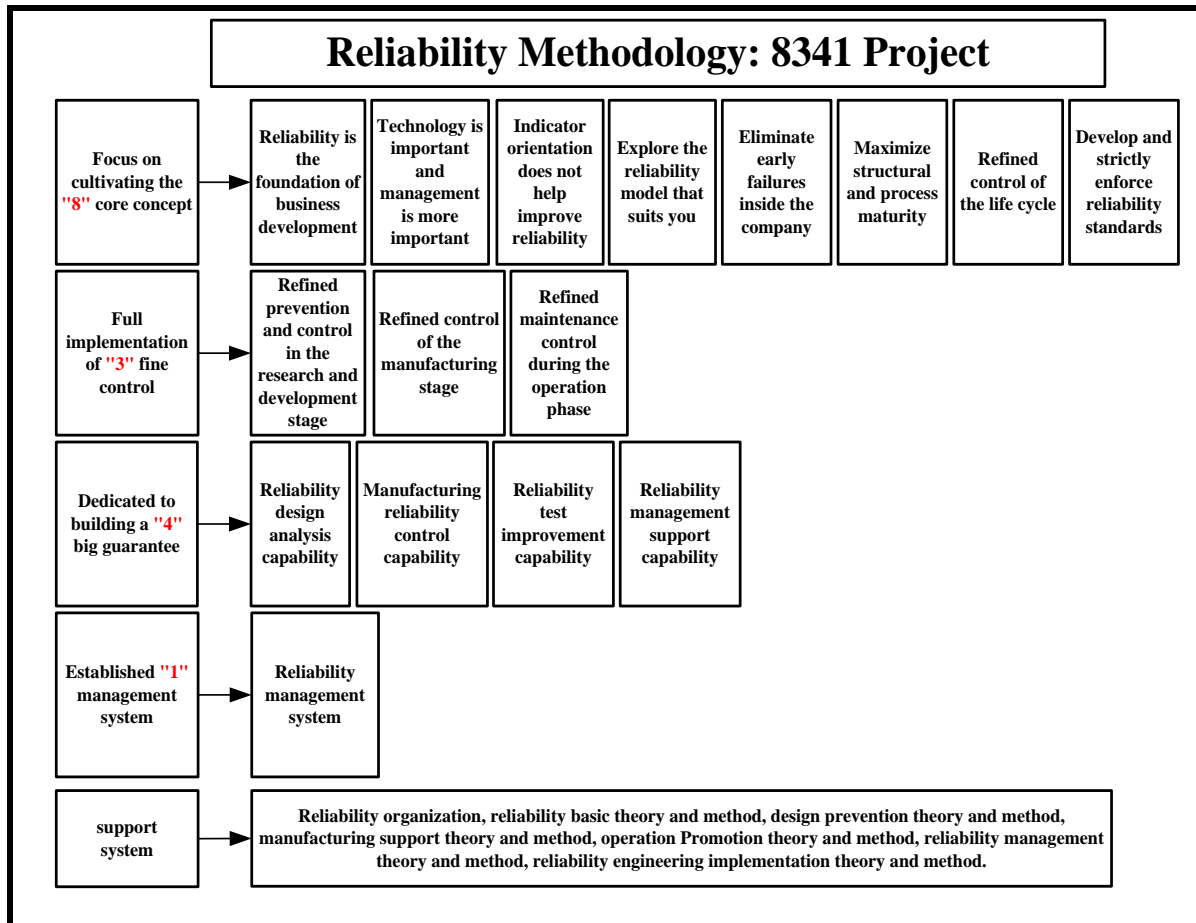 Reliability Methodology: 8341 Project
Focus on
cultivating the
"8" core concept
Reliability is
the
foundation of
business
development
Technology is
important
and
management
is more
important
Indicator
orientation
does not
help
improve
reliability
Explore the
reliability
model that
suits you
Eliminate
early
failures
inside the
company
Maximize
structural
and process
maturity
Refined
control of
the life cycle
Develop and
strictly
enforce
reliability
standards
Full
implementation
of "3" fine
control
Refined
prevention
and control
in the
research and
development
stage
Refined control
of the
manufacturing
stage
Refined
maintenance
control
during the
operation
phase
Dedicated to
building a "4"
big guarantee
Reliability
design
analysis
capability
Manufacturing
reliability
control
capability
Reliability
test
improvement
capability
Reliability
management
support
capability
Established "1"
management
system
Reliability
management
system
support
system
Reliability organization, reliability basic theory and method, design prevention theory and method,
manufacturing support theory and method, operation Promotion theory and method, reliability management
theory and method, reliability engineering implementation theory and method.